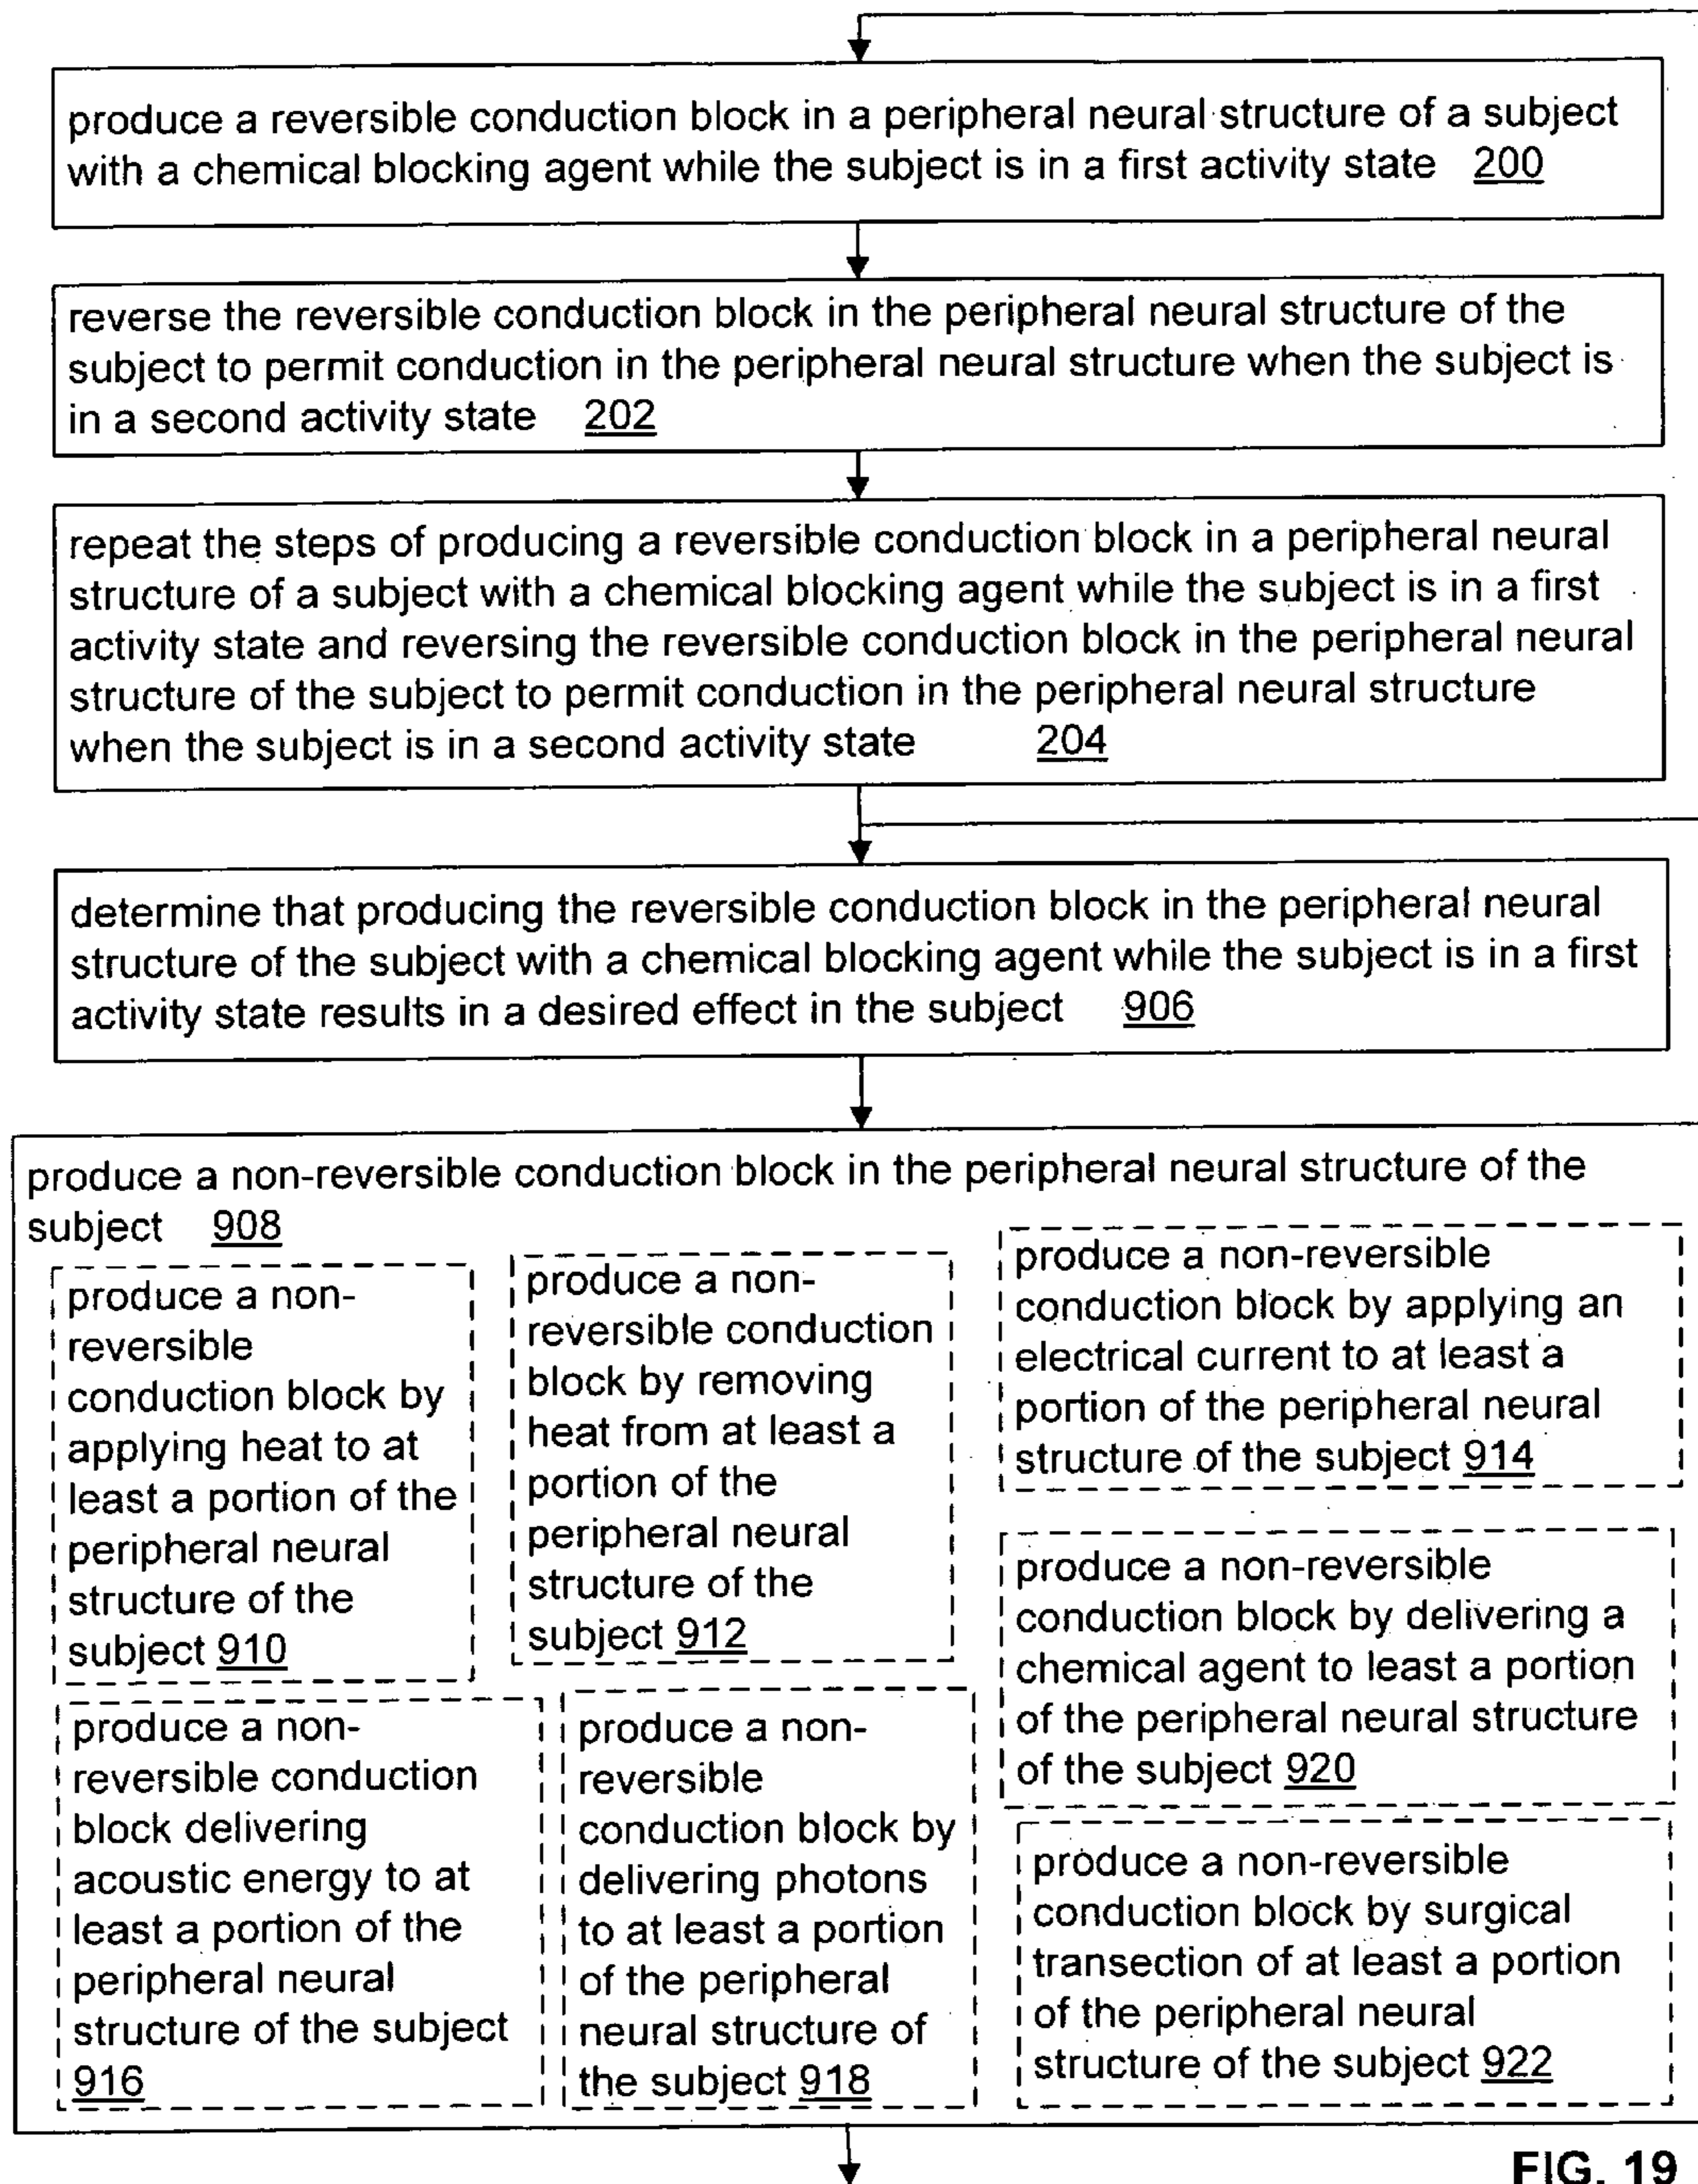 produce a reversible conduction block in a peripheral neural structure of a subject
with a chemical blocking agent while the subject is in a first activity state 200
reverse the reversible conduction block in the peripheral neural structure of the
subject to permit conduction in the peripheral neural structure when the subject is
in a second activity state 202
repeat the steps of producing a reversible conduction block in a peripheral neural
structure of a subject with a chemical blocking agent while the subject is in a first
activity state and reversing the reversible conduction block in the peripheral neural
structure of the subject to permit conduction in the peripheral neural structure
when the subject is in a second activity state 204
determine that producing the reversible conduction block in the peripheral neural
structure of the subject with a chemical blocking agent while the subject is in a first
activity state results in a desired effect in the subject 906
produce a non-reversible conduction block in the peripheral neural structure of the
subject 908
produce a non-
reversible
conduction block by
applying heat to at
least a portion of the
peripheral neural
structure of the
subject 910
produce a non-
reversible conduction
block by removing
heat from at least a
portion of the
peripheral neural
structure of the
subject 912
produce a non-reversible
conduction block by applying an
electrical current to at least a
portion of the peripheral neural
structure of the subject 914
produce a non-
reversible conduction
block delivering
acoustic energy to at
least a portion of the
peripheral neural
structure of the subject
916
produce a non-
reversible
conduction block by
delivering photons
to at least a portion
of the peripheral
neural structure of
the subject 918
produce a non-reversible
conduction block by delivering a
chemical agent to least a portion
of the peripheral neural structure
of the subject 920
produce a non-reversible
conduction block by surgical
transection of at least a portion
of the peripheral neural
structure of the subject 922
FIG. 19